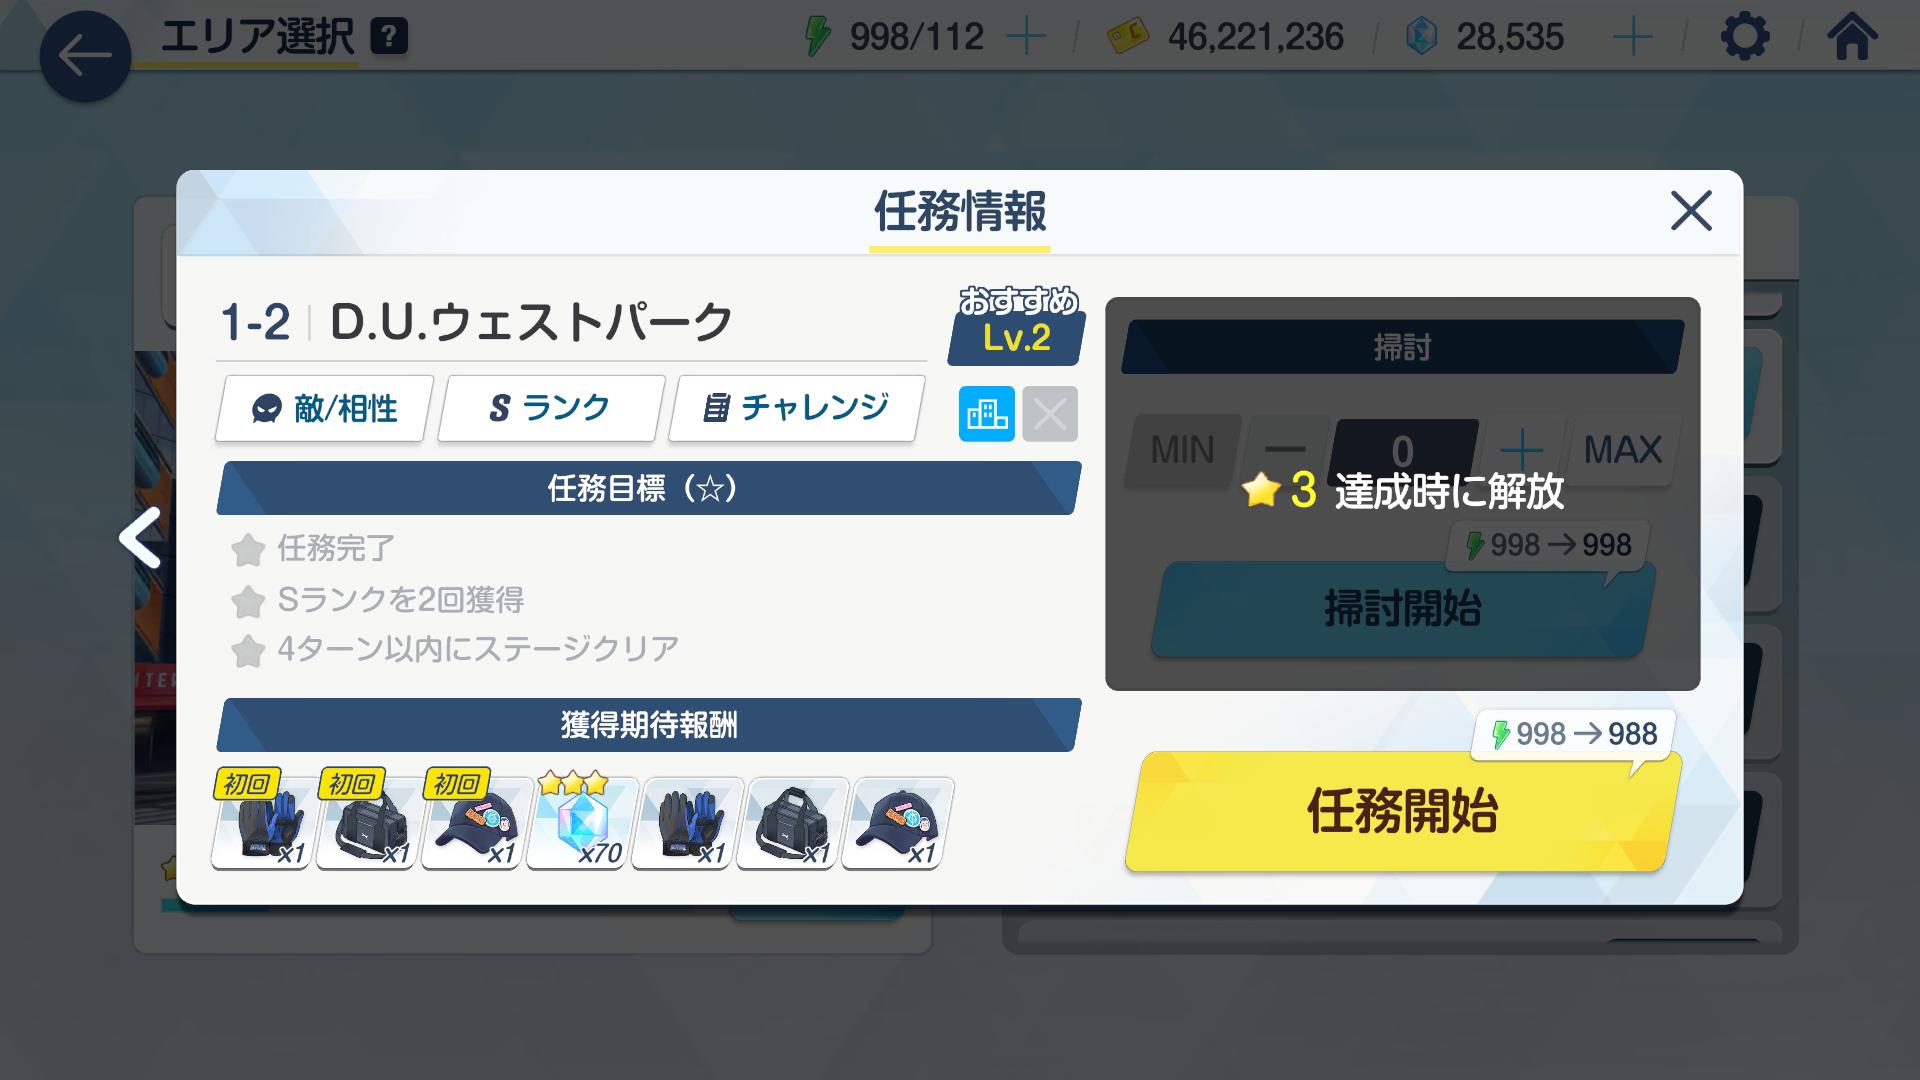 エリア選択 ?
998/112
46,221,236
28,535
任務情報
1-2 D.U.ウェストパーク
おすすめ
Lv.2
敵/相性
S ランク
チャレンジ
任務目標（☆）
任務完了
Sランクを2回獲得
4ターン以内にステージクリア
獲得期待報酬
初回 x1
初回 x1
初回 x1
x70
x1
x1
x1
掃討
MIN 0 MAX
3 達成時に解放
998→998
掃討開始
998→988
任務開始